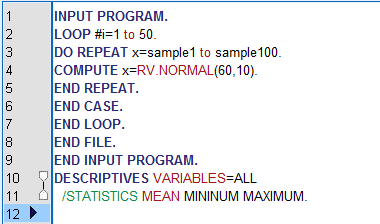 1 INPUT PROGRAM.
2 LOOP #i=1 to 50.
3 DO REPEAT x=sample1 to sample100.
4 COMPUTE x=RV.NORMAL(60,10).
5 END REPEAT.
6 END CASE.
7 END LOOP.
8 END FILE.
9 END INPUT PROGRAM.
10 DESCRIPTIVES VARIABLES=ALL
11 /STATISTICS MEAN MININUM MAXIMUM.
12